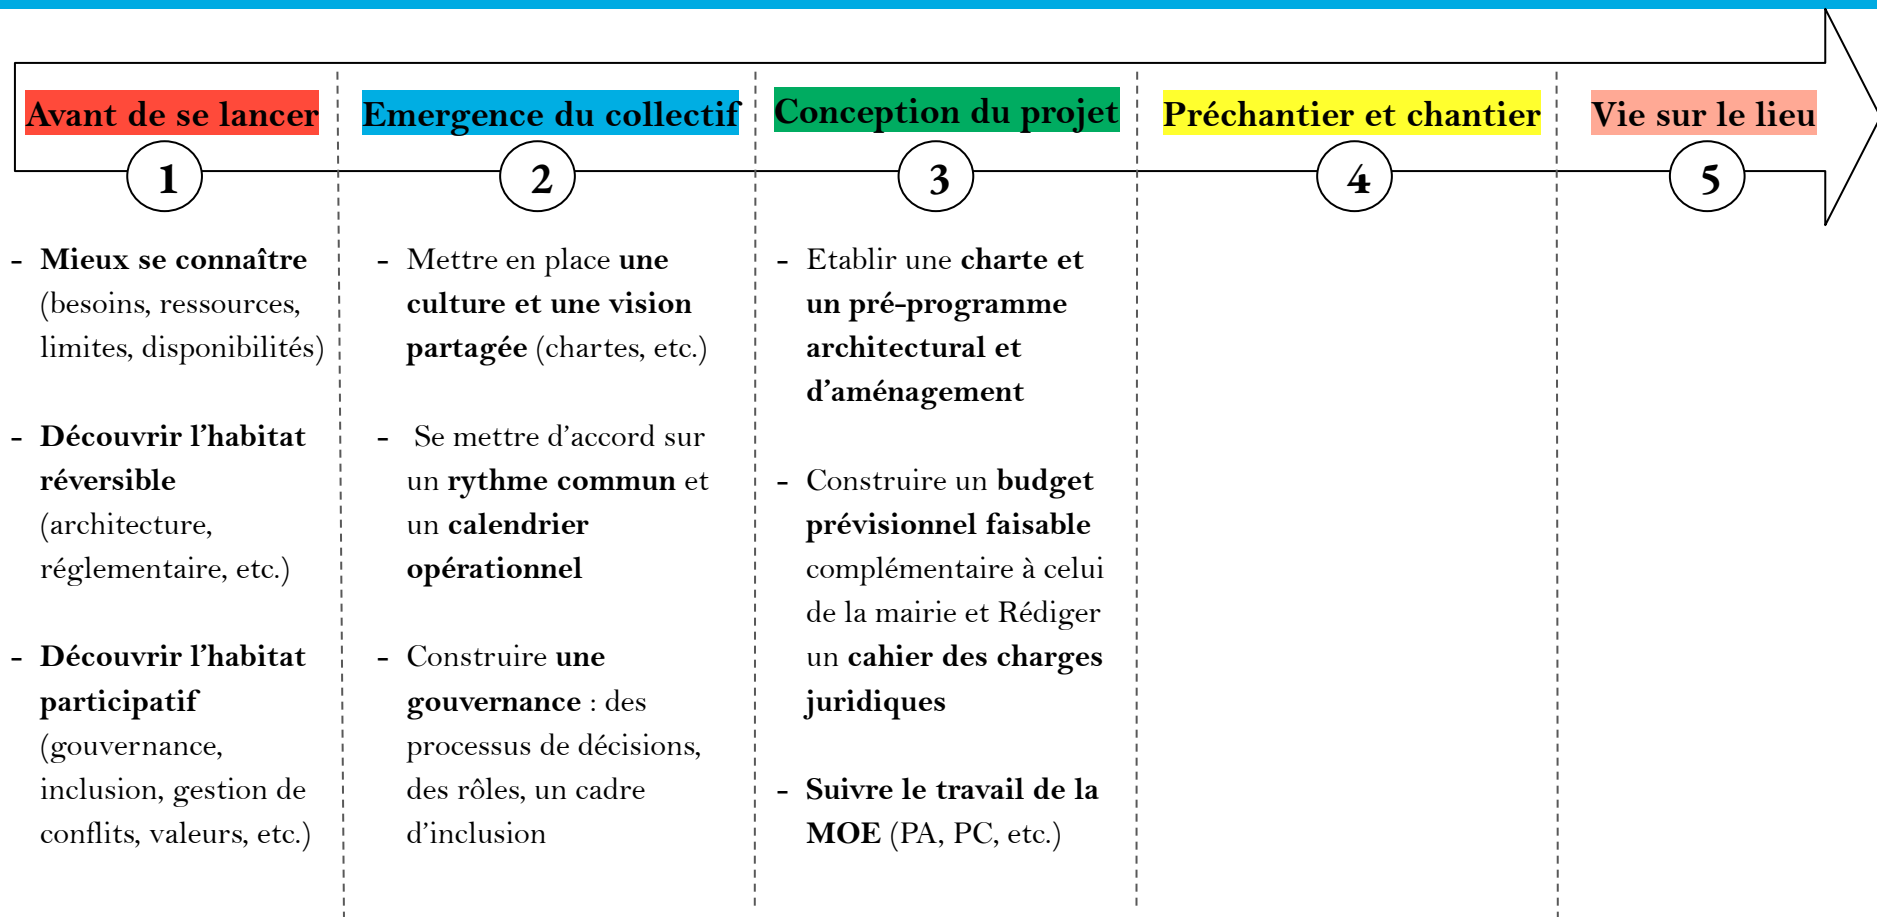 Avant de se lancer
1
- Mieux se connaître
(besoins, ressources,
limites, disponibilités)
- Découvrir l’habitat
réversible
(architecture,
réglementaire, etc.)
- Découvrir l’habitat
participatif
(gouvernance,
inclusion, gestion de
conflits, valeurs, etc.)
Emergence du collectif
2
- Mettre en place une
culture et une vision
partagée (chartes, etc.)
- Se mettre d’accord sur
un rythme commun et
un calendrier
opérationnel
- Construire une
gouvernance : des
processus de décisions,
des rôles, un cadre
d’inclusion
Conception du projet
3
- Etablir une charte et
un pré-programme
architectural et
d’aménagement
- Construire un budget
prévisionnel faisable
complémentaire à celui
de la mairie et Rédiger
un cahier des charges
juridiques
- Suivre le travail de la
MOE (PA, PC, etc.)
Préchantier et chantier
4
Vie sur le lieu
5